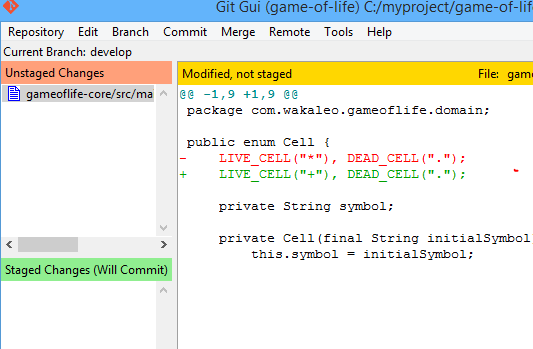 Git Gui (game-of-life) C:/myproject/game-of-life
Repository Edit Branch Commit Merge Remote Tools Help
Current Branch: develop
Unstaged Changes
gameoflife-core/src/ma
Modified, not staged File: game
@@ -1,9 +1,9 @@
package com.wakaleo.gameoflife.domain;
public enum Cell {
- LIVE_CELL("*"), DEAD_CELL(".");
+ LIVE_CELL("+"), DEAD_CELL(".");
private String symbol;
private Cell(final String initialSymbol
this.symbol = initialSymbol;
Staged Changes (Will Commit)